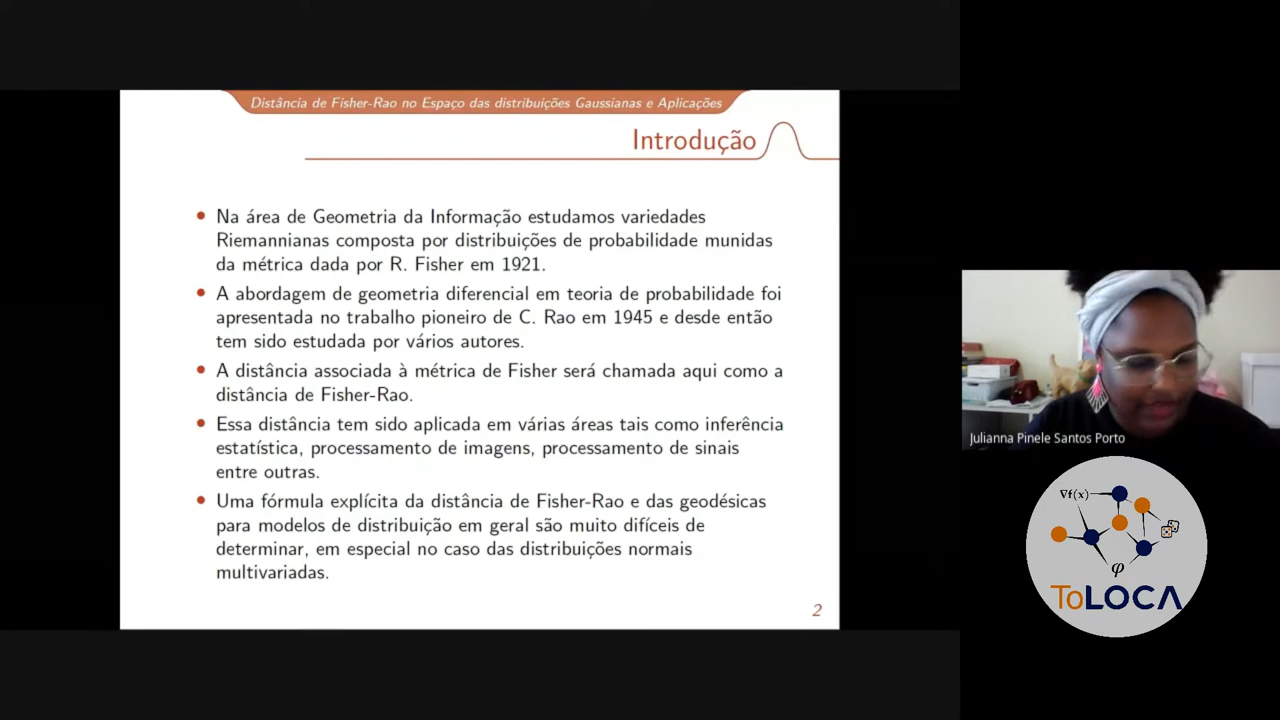 Distância de Fisher-Rao no Espaço das distribuições Gaussianas e Aplicações
Introdução
Na área de Geometria da Informação estudamos variedades
Riemannianas composta por distribuições de probabilidade munidas
da métrica dada por R. Fisher em 1921.
A abordagem de geometria diferencial em teoria de probabilidade foi
apresentada no trabalho pioneiro de C. Rao em 1945 e desde então
tem sido estudada por vários autores.
A distância associada à métrica de Fisher será chamada aqui como a
distância de Fisher-Rao.
Essa distância tem sido aplicada em várias áreas tais como inferência
estatística, processamento de imagens, processamento de sinais
entre outras.
Uma fórmula explícita da distância de Fisher-Rao e das geodésicas
para modelos de distribuição em geral são muito difíceis de
determinar, em especial no caso das distribuições normais
multivariadas.
2
Julianna Pinele Santos Porto
∇f(x)
φ
ToLOCA